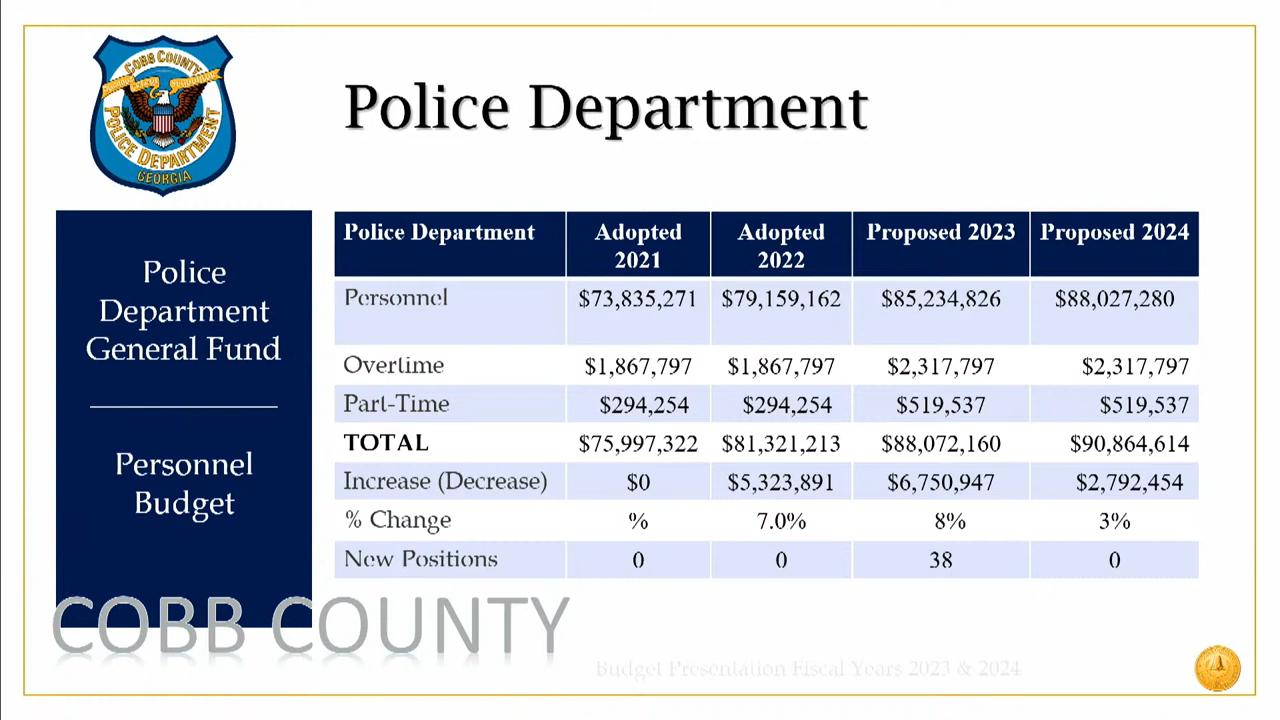 COBB COUNTY
POLICE DEPARTMENT
GEORGIA
Police Department
Police
Department
General Fund
Personnel
Budget
Police Department Adopted 2021 Adopted 2022 Proposed 2023 Proposed 2024
Personnel $73,835,271 $79,159,162 $85,234,826 $88,027,280
Overtime $1,867,797 $1,867,797 $2,317,797 $2,317,797
Part-Time $294,254 $294,254 $519,537 $519,537
TOTAL $75,997,322 $81,321,213 $88,072,160 $90,864,614
Increase (Decrease) $0 $5,323,891 $6,750,947 $2,792,454
% Change % 7.0% 8% 3%
New Positions 0 0 38 0
COBB COUNTY
Budget Presentation Fiscal Years 2023 & 2024